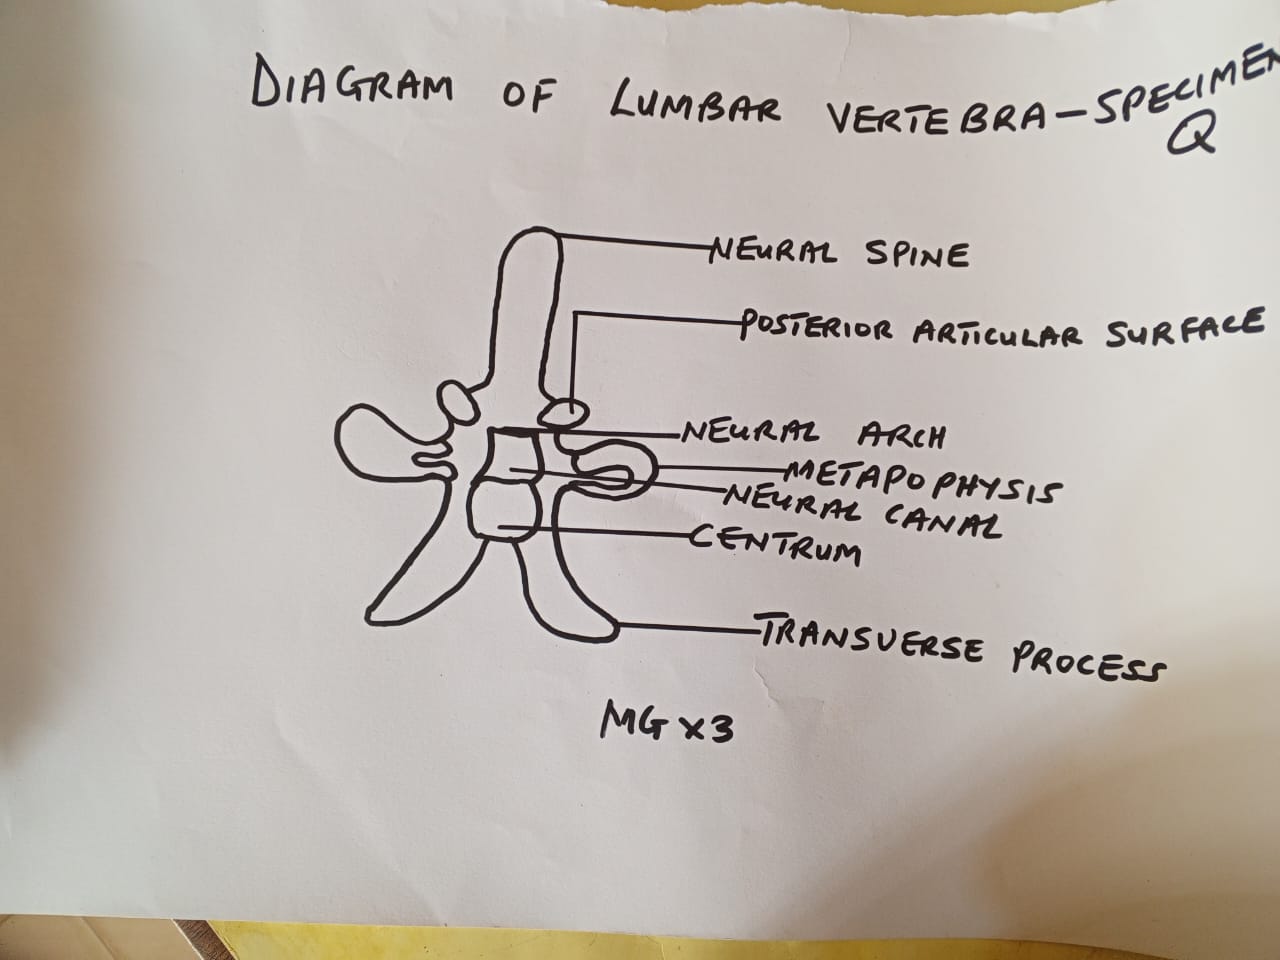 DIAGRAM OF LUMBAR VERTEBRA-SPECIMEN
Q
NEURAL SPINE
POSTERIOR ARTICULAR SURFACE
NEURAL ARCH
METAPOPHYSIS
NEURAL CANAL
CENTRUM
TRANSVERSE PROCESS
MG x3